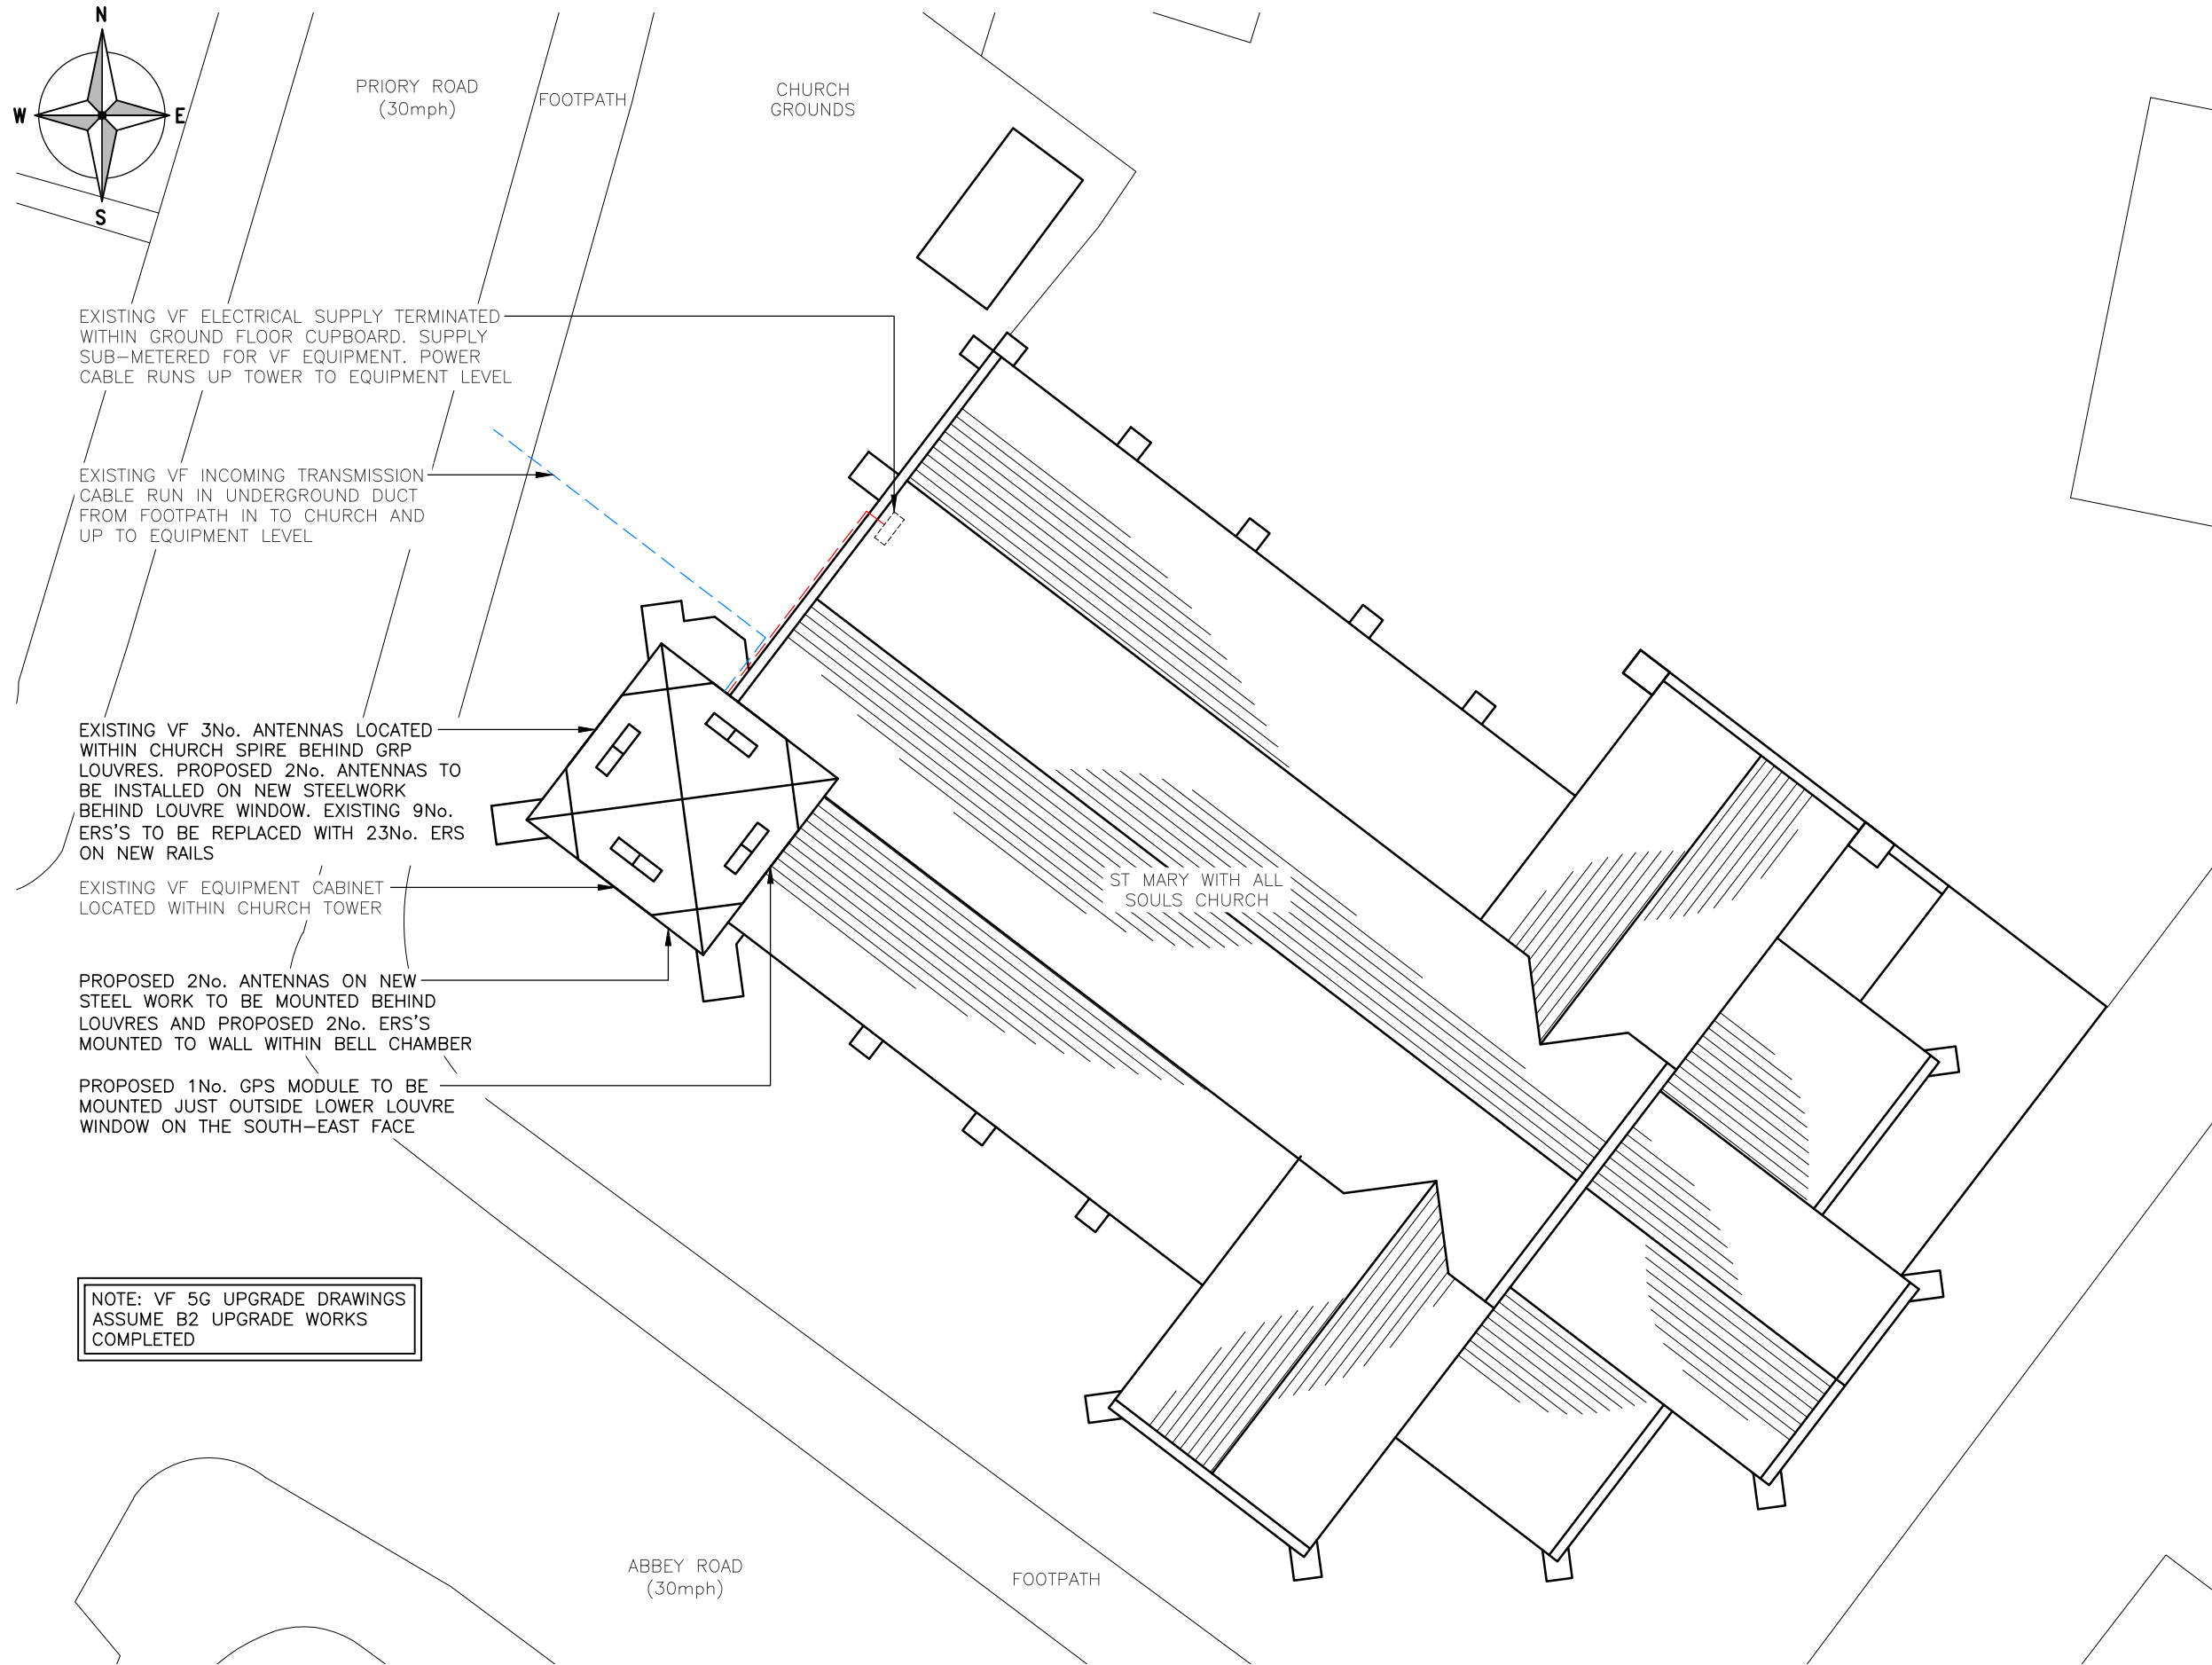 N
W
E
S
PRIORY ROAD
(30mph)
FOOTPATH
CHURCH
GROUNDS
EXISTING VF ELECTRICAL SUPPLY TERMINATED
WITHIN GROUND FLOOR CUPBOARD. SUPPLY
SUB-METERED FOR VF EQUIPMENT. POWER
CABLE RUNS UP TOWER TO EQUIPMENT LEVEL
EXISTING VF INCOMING TRANSMISSION
CABLE RUN IN UNDERGROUND DUCT
FROM FOOTPATH IN TO CHURCH AND
UP TO EQUIPMENT LEVEL
EXISTING VF 3No. ANTENNAS LOCATED
WITHIN CHURCH SPIRE BEHIND GRP
LOUVRES. PROPOSED 2No. ANTENNAS TO
BE INSTALLED ON NEW STEELWORK
BEHIND LOUVRE WINDOW. EXISTING 9No.
ERS'S TO BE REPLACED WITH 23No. ERS
ON NEW RAILS
EXISTING VF EQUIPMENT CABINET
LOCATED WITHIN CHURCH TOWER
ST MARY WITH ALL
SOULS CHURCH
PROPOSED 2No. ANTENNAS ON NEW
STEEL WORK TO BE MOUNTED BEHIND
LOUVRES AND PROPOSED 2No. ERS'S
MOUNTED TO WALL WITHIN BELL CHAMBER
PROPOSED 1No. GPS MODULE TO BE
MOUNTED JUST OUTSIDE LOWER LOUVRE
WINDOW ON THE SOUTH-EAST FACE
NOTE: VF 5G UPGRADE DRAWINGS
ASSUME B2 UPGRADE WORKS
COMPLETED
ABBEY ROAD
(30mph)
FOOTPATH